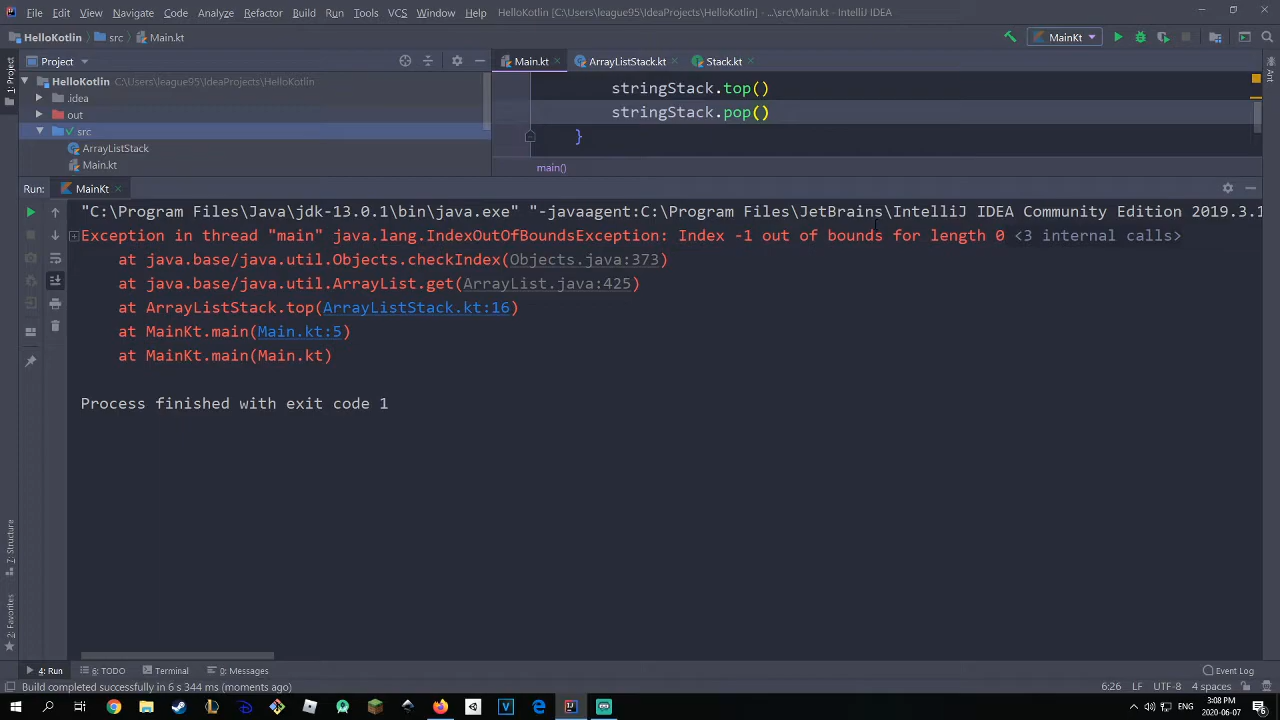 File Edit View Navigate Code Analyze Refactor Build Run Tools VCS Window Help HelloKotlin [C:\Users\league95\IdeaProjects\HelloKotlin] - ...\src\Main.kt - IntelliJ IDEA
HelloKotlin src Main.kt MainKt
Project Main.kt ArrayListStack.kt Stack.kt
HelloKotlin C:\Users\league95\IdeaProjects\HelloKotlin
.idea
out
src
ArrayListStack
Main.kt
stringStack.top()
stringStack.pop()
}
main()
1: Project
Ant
Run: MainKt
"C:\Program Files\Java\jdk-13.0.1\bin\java.exe" "-javaagent:C:\Program Files\JetBrains\IntelliJ IDEA Community Edition 2019.3.1
Exception in thread "main" java.lang.IndexOutOfBoundsException: Index -1 out of bounds for length 0 <3 internal calls>
at java.base/java.util.Objects.checkIndex(Objects.java:373)
at java.base/java.util.ArrayList.get(ArrayList.java:425)
at ArrayListStack.top(ArrayListStack.kt:16)
at MainKt.main(Main.kt:5)
at MainKt.main(Main.kt)
Process finished with exit code 1
7: Structure
2: Favorites
4: Run 6: TODO Terminal 0: Messages Event Log
Build completed successfully in 6 s 344 ms (moments ago) 6:26 LF UTF-8 4 spaces
ENG 3:08 PM
2020-06-07
6